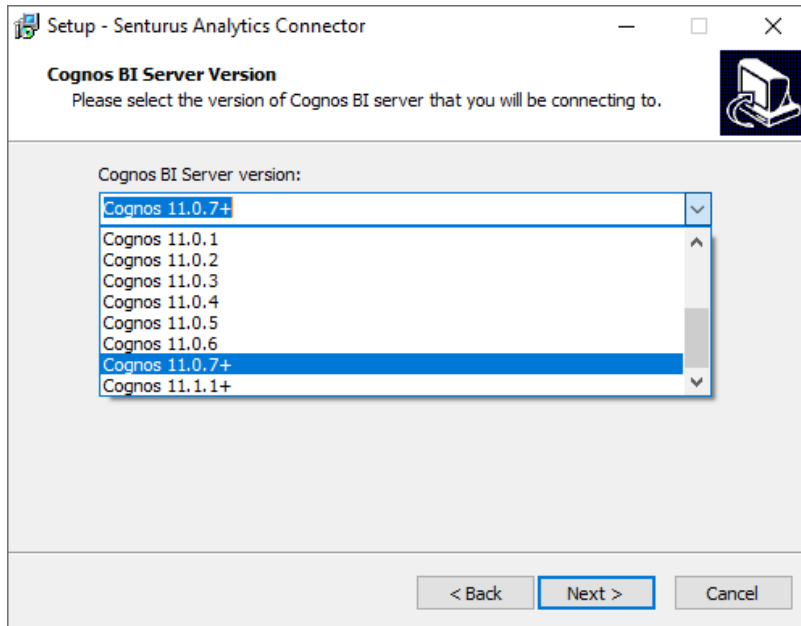 Setup - Senturus Analytics Connector
Cognos BI Server Version
Please select the version of Cognos BI server that you will be connecting to.
Cognos BI Server version:
Cognos 11.0.7+
Cognos 11.0.1
Cognos 11.0.2
Cognos 11.0.3
Cognos 11.0.4
Cognos 11.0.5
Cognos 11.0.6
Cognos 11.0.7+
Cognos 11.1.1+
< Back Next > Cancel